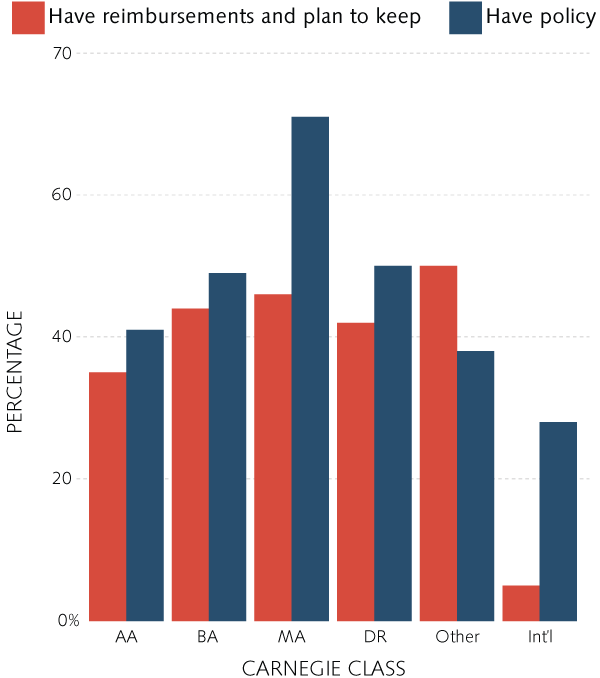 Have reimbursements and plan to keep Have policy
70
60
40
20
0%
PERCENTAGE
AA BA MA DR Other Int'l
CARNEGIE CLASS